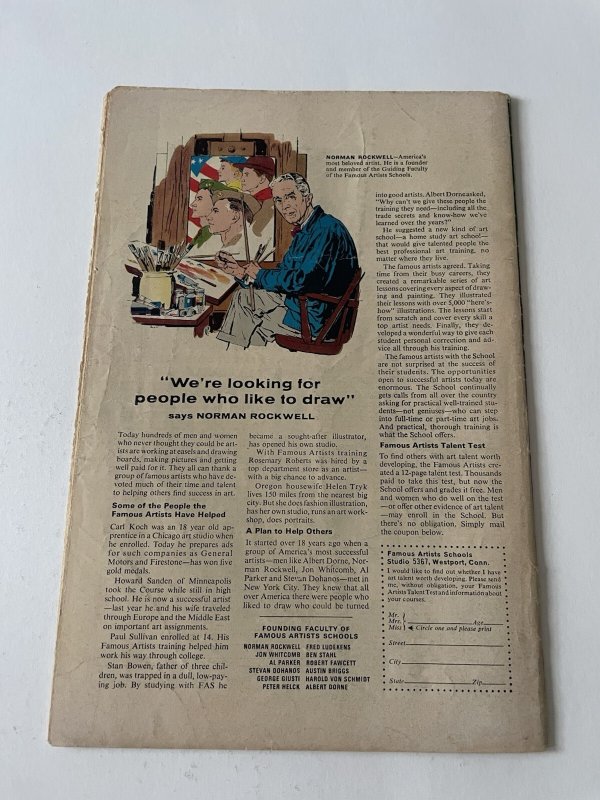 NORMAN ROCKWELL—America's
most beloved artist. He is a founder
and member of the Guiding Faculty
of the Famous Artists Schools.
"We're looking for
people who like to draw"
says NORMAN ROCKWELL
Today hundreds of men and women
who never thought they could be art-
ists are working at easels and drawing
boards, making pictures and getting
well paid for it. They all can thank a
group of famous artists who have de-
voted much of their time and talent
to helping others find success in art.
Some of the People the
Famous Artists Have Helped
Carl Koch was an 18 year old ap-
prentice in a Chicago art studio when
he enrolled. Today he prepares ads
for such companies as General
Motors and Firestone—has won five
gold medals.
Howard Sanden of Minneapolis
took the Course while still in high
school. He is now a successful artist
—last year he and his wife traveled
through Europe and the Middle East
on important art assignments.
Paul Sullivan enrolled at 14. His
Famous Artists training helped him
work his way through college.
Stan Bowen, father of three chil-
dren, was trapped in a dull, low-pay-
ing job. By studying with FAS he
became a sought-after illustrator,
has opened his own studio.
With Famous Artists training
Rosemary Roberts was hired by a
top department store as an artist—
with a big chance to advance.
Oregon housewife Helen Tryk
lives 150 miles from the nearest big
city. But she does fashion illustration,
has her own studio, runs an art work-
shop, does portraits.
A Plan to Help Others
It started over 18 years ago when a
group of America's most successful
artists—men like Albert Dorne, Nor-
man Rockwell, Jon Whitcomb, Al
Parker and Stevan Dohanos—met in
New York City. They knew that all
over America there were people who
liked to draw who could be turned
FOUNDING FACULTY OF
FAMOUS ARTISTS SCHOOLS
NORMAN ROCKWELL FRED LUDEKENS
JON WHITCOMB BEN STAHL
AL PARKER ROBERT FAWCETT
STEVAN DOHANOS AUSTIN BRIGGS
GEORGE GIUSTI HAROLD VON SCHMIDT
PETER HELCK ALBERT DORNE
into good artists. Albert Dorne asked,
"Why can't we give these people the
training they need—including all the
trade secrets and know-how we've
learned over the years?"
He suggested a new kind of art
school—a home study art school—
that would give talented people the
best professional art training, no
matter where they live.
The famous artists agreed. Taking
time from their busy careers, they
created a remarkable series of art
lessons covering every aspect of draw-
ing and painting. They illustrated
their lessons with over 5,000 "here's-
how" illustrations. The lessons start
from scratch and cover every skill a
top artist needs. Finally, they de-
veloped a wonderful way to give each
student personal correction and ad-
vice all through his training.
The famous artists with the School
are not surprised at the success of
their students. The opportunities
open to successful artists today are
enormous. The School continually
gets calls from all over the country
asking for practical well-trained stu-
dents—not geniuses—who can step
into full-time or part-time art jobs.
And practical, thorough training is
what the School offers.
Famous Artists Talent Test
To find others with art talent worth
developing, the Famous Artists cre-
ated a 12-page talent test. Thousands
paid to take this test, but now the
School offers and grades it free. Men
and women who do well on the test
—or offer other evidence of art talent
—may enroll in the School. But
there's no obligation. Simply mail
the coupon below.
Famous Artists Schools
Studio 5367, Westport, Conn.
I would like to find out whether I have
art talent worth developing. Please send
me, without obligation, your Famous
Artists Talent Test and information about
your courses.
Mr.
Mrs. Age
Miss Circle one and please print
Street
City
State Zip